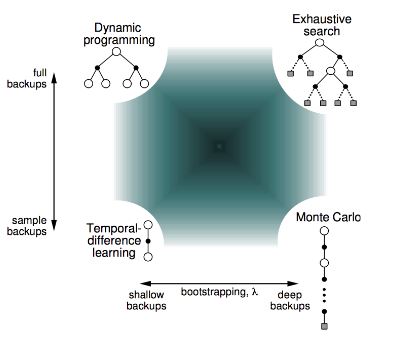 Dynamic
programming
Exhaustive
search
full
backups
sample
backups
Temporal-
difference
learning
Monte Carlo
shallow
backups
bootstrapping, λ
deep
backups